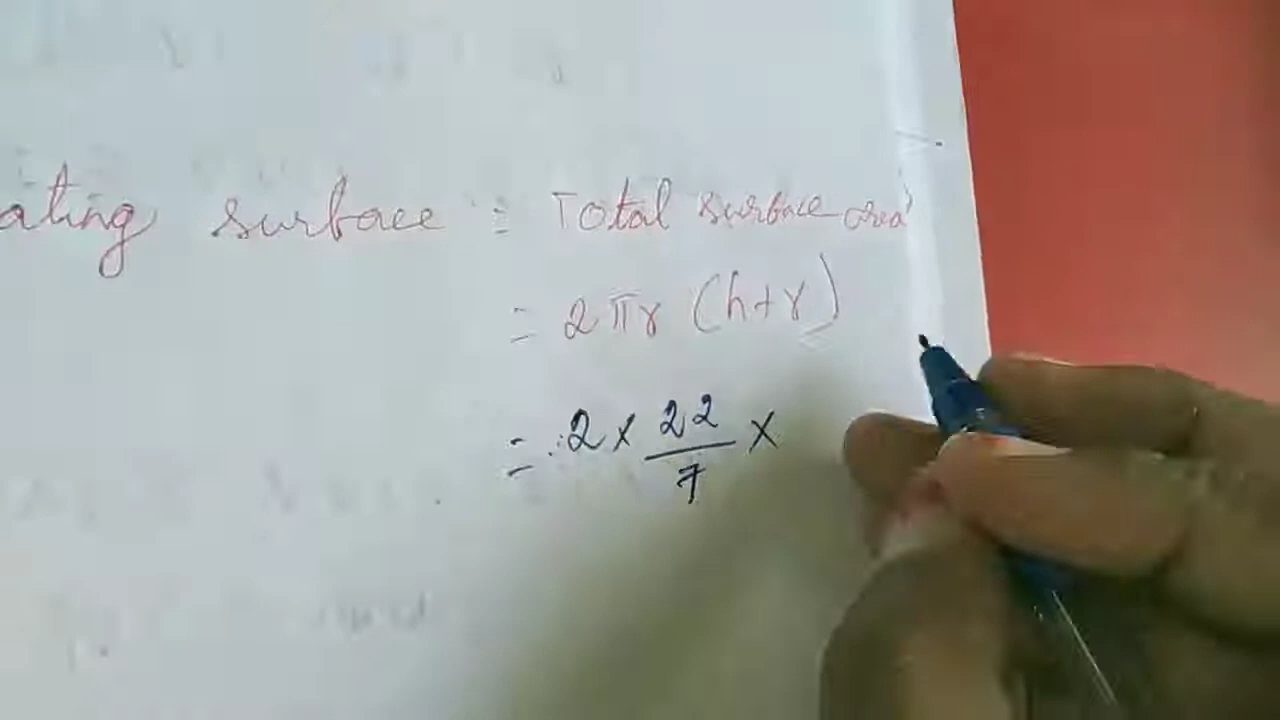 ating surface = Total surface area
= 2πr (h+r)
= 2 × 22/7 ×